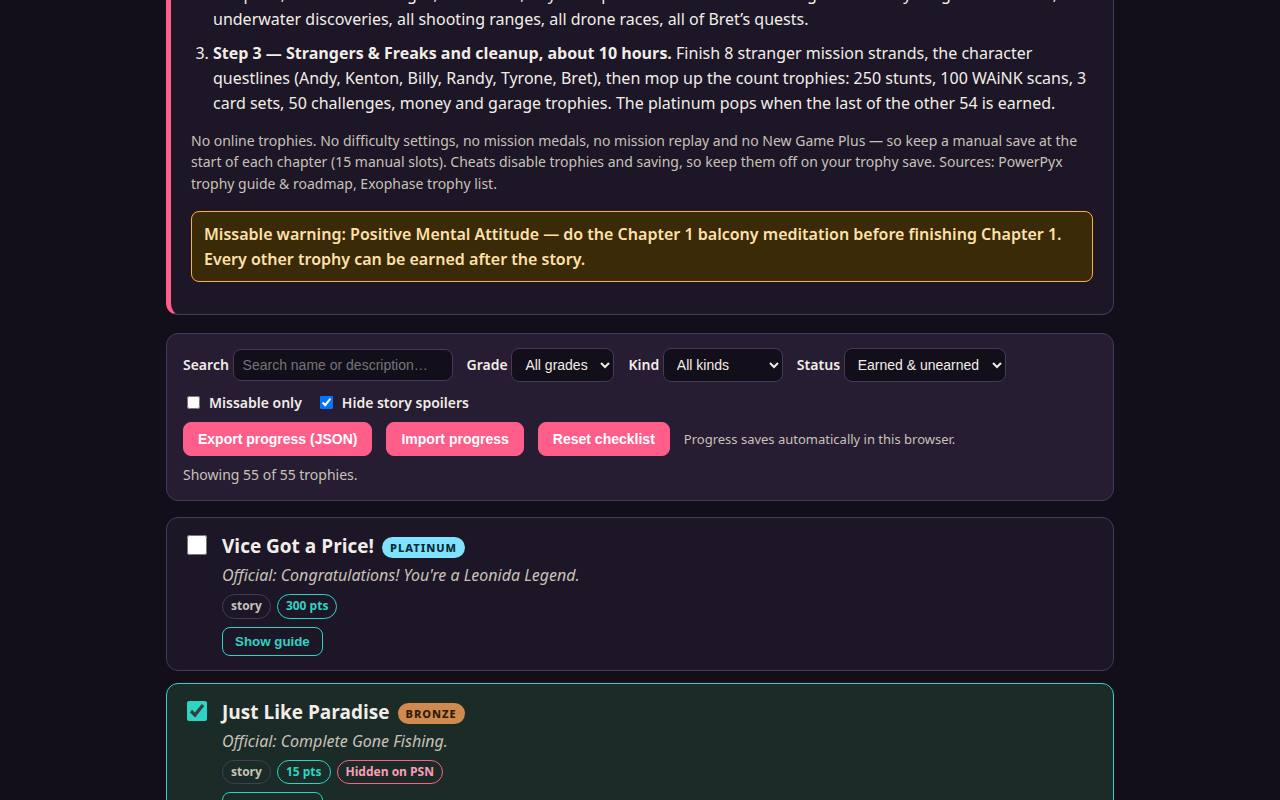 underwater discoveries, all shooting ranges, all drone races, all of Bret's quests.
3. Step 3 — Strangers & Freaks and cleanup, about 10 hours. Finish 8 stranger mission strands, the character
questlines (Andy, Kenton, Billy, Randy, Tyrone, Bret), then mop up the count trophies: 250 stunts, 100 WAiNK scans, 3
card sets, 50 challenges, money and garage trophies. The platinum pops when the last of the other 54 is earned.
No online trophies. No difficulty settings, no mission medals, no mission replay and no New Game Plus — so keep a manual save at the
start of each chapter (15 manual slots). Cheats disable trophies and saving, so keep them off on your trophy save. Sources: PowerPyx
trophy guide & roadmap, Exophase trophy list.
Missable warning: Positive Mental Attitude — do the Chapter 1 balcony meditation before finishing Chapter 1.
Every other trophy can be earned after the story.
Search Search name or description… Grade All grades Kind All kinds Status Earned & unearned
Missable only Hide story spoilers
Export progress (JSON) Import progress Reset checklist Progress saves automatically in this browser.
Showing 55 of 55 trophies.
Vice Got a Price! PLATINUM
Official: Congratulations! You're a Leonida Legend.
story 300 pts
Show guide
Just Like Paradise BRONZE
Official: Complete Gone Fishing.
story 15 pts Hidden on PSN